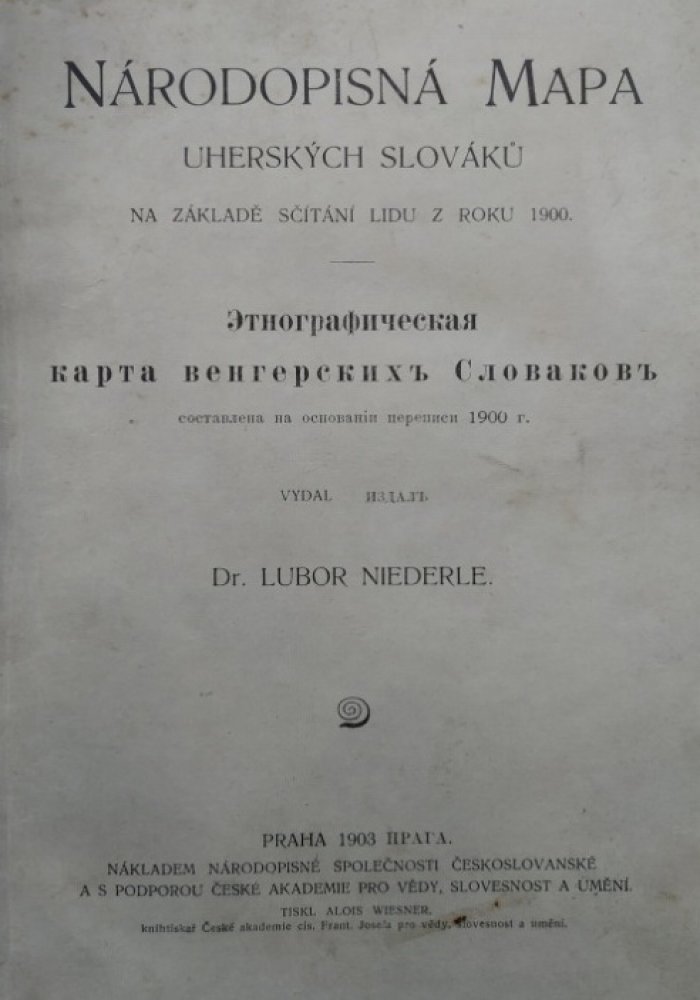 NÁRODOPISNÁ MAPA
UHERSKÝCH SLOVÁKŮ
NA ZÁKLADĚ SČÍTÁNÍ LIDU Z ROKU 1900.
Этнографическая
карта венгерскихъ Словаковъ
составлена на основаніи переписи 1900 г.
VYDAL ИЗДАЛЪ
Dr. LUBOR NIEDERLE.
PRAHA 1903 ПРАГА.
NÁKLADEM NÁRODOPISNÉ SPOLEČNOSTI ČESKOSLOVANSKÉ
A S PODPOROU ČESKÉ AKADEMIE PRO VĚDY, SLOVESNOST A UMĚNÍ.
TISKL ALOIS WIESNER,
knihtiskař České akademie cis. Frant. Josefa pro vědy, slovesnost a umění.